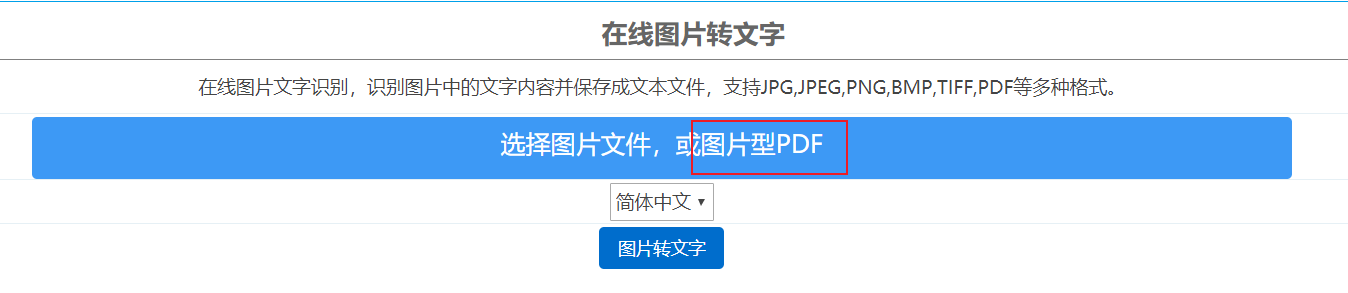 在线图片转文字
在线图片文字识别，识别图片中的文字内容并保存成文本文件，支持JPG,JPEG,PNG,BMP,TIFF,PDF等多种格式。
选择图片文件，或图片型PDF
简体中文
图片转文字